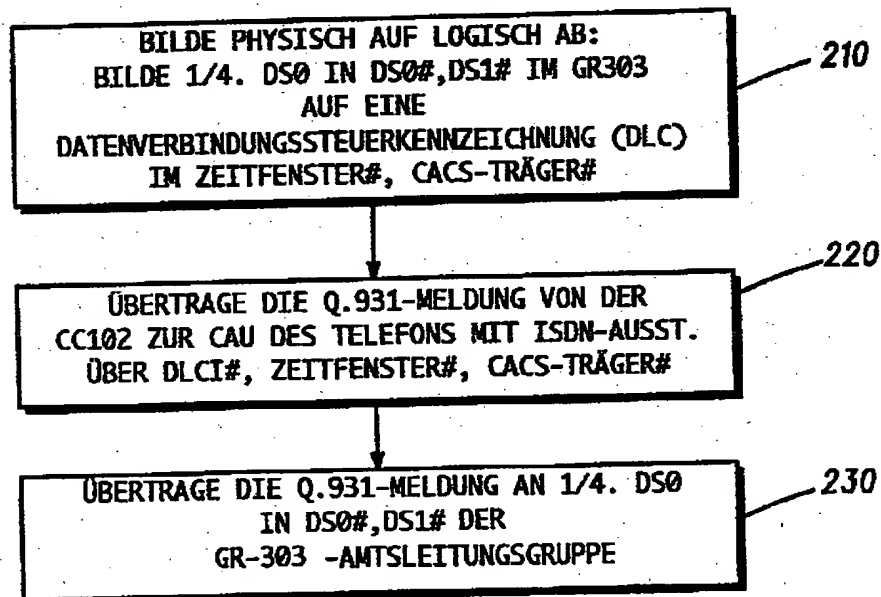 BILDE PHYSISCH AUF LOGISCH AB:
BILDE 1/4. DS0 IN DS0#,DS1# IM GR303
AUF EINE
DATENVERBINDUNGSSTEUERKENNZEICHNUNG (DLC)
IM ZEITFENSTER#, CACS-TRÄGER#
210
ÜBERTRAGE DIE Q.931-MELDUNG VON DER
CC102 ZUR CAU DES TELEFONS MIT ISDN-AUSST.
ÜBER DLCI#, ZEITFENSTER#, CACS-TRÄGER#
220
ÜBERTRAGE DIE Q.931-MELDUNG AN 1/4. DS0
IN DS0#,DS1# DER
GR-303 -AMTSLEITUNGSGRUPPE
230